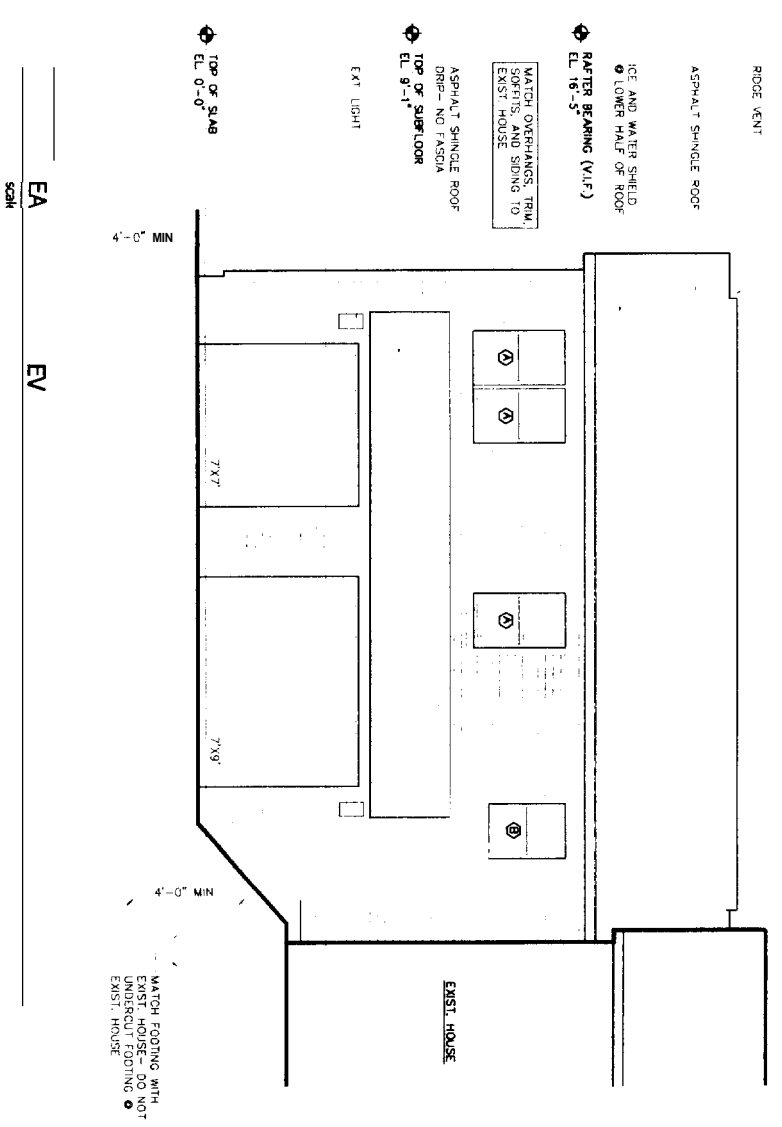 RIDGE VENT
ASPHALT SHINGLE ROOF
ICE AND WATER SHIELD
@ LOWER HALF OF ROOF
RAFTER BEARING (V.I.F.)
EL. 16'-5"
MATCH OVERHANGS, TRIM,
SOFFITS, AND SIDING TO
EXIST. HOUSE
ASPHALT SHINGLE ROOF
DRIP- NO FASCIA
TOP OF SUBFLOOR
EL. 9'-1"
EXT LIGHT
TOP OF SLAB
EL. 0'-0"
A
A
A
B
7'X7'
7'X9'
EXIST. HOUSE
4'-0" MIN
4'-0" MIN
MATCH FOOTING WITH
EXIST. HOUSE- DO NOT
UNDERCUT FOOTING @
EXIST. HOUSE
EA EV
scale